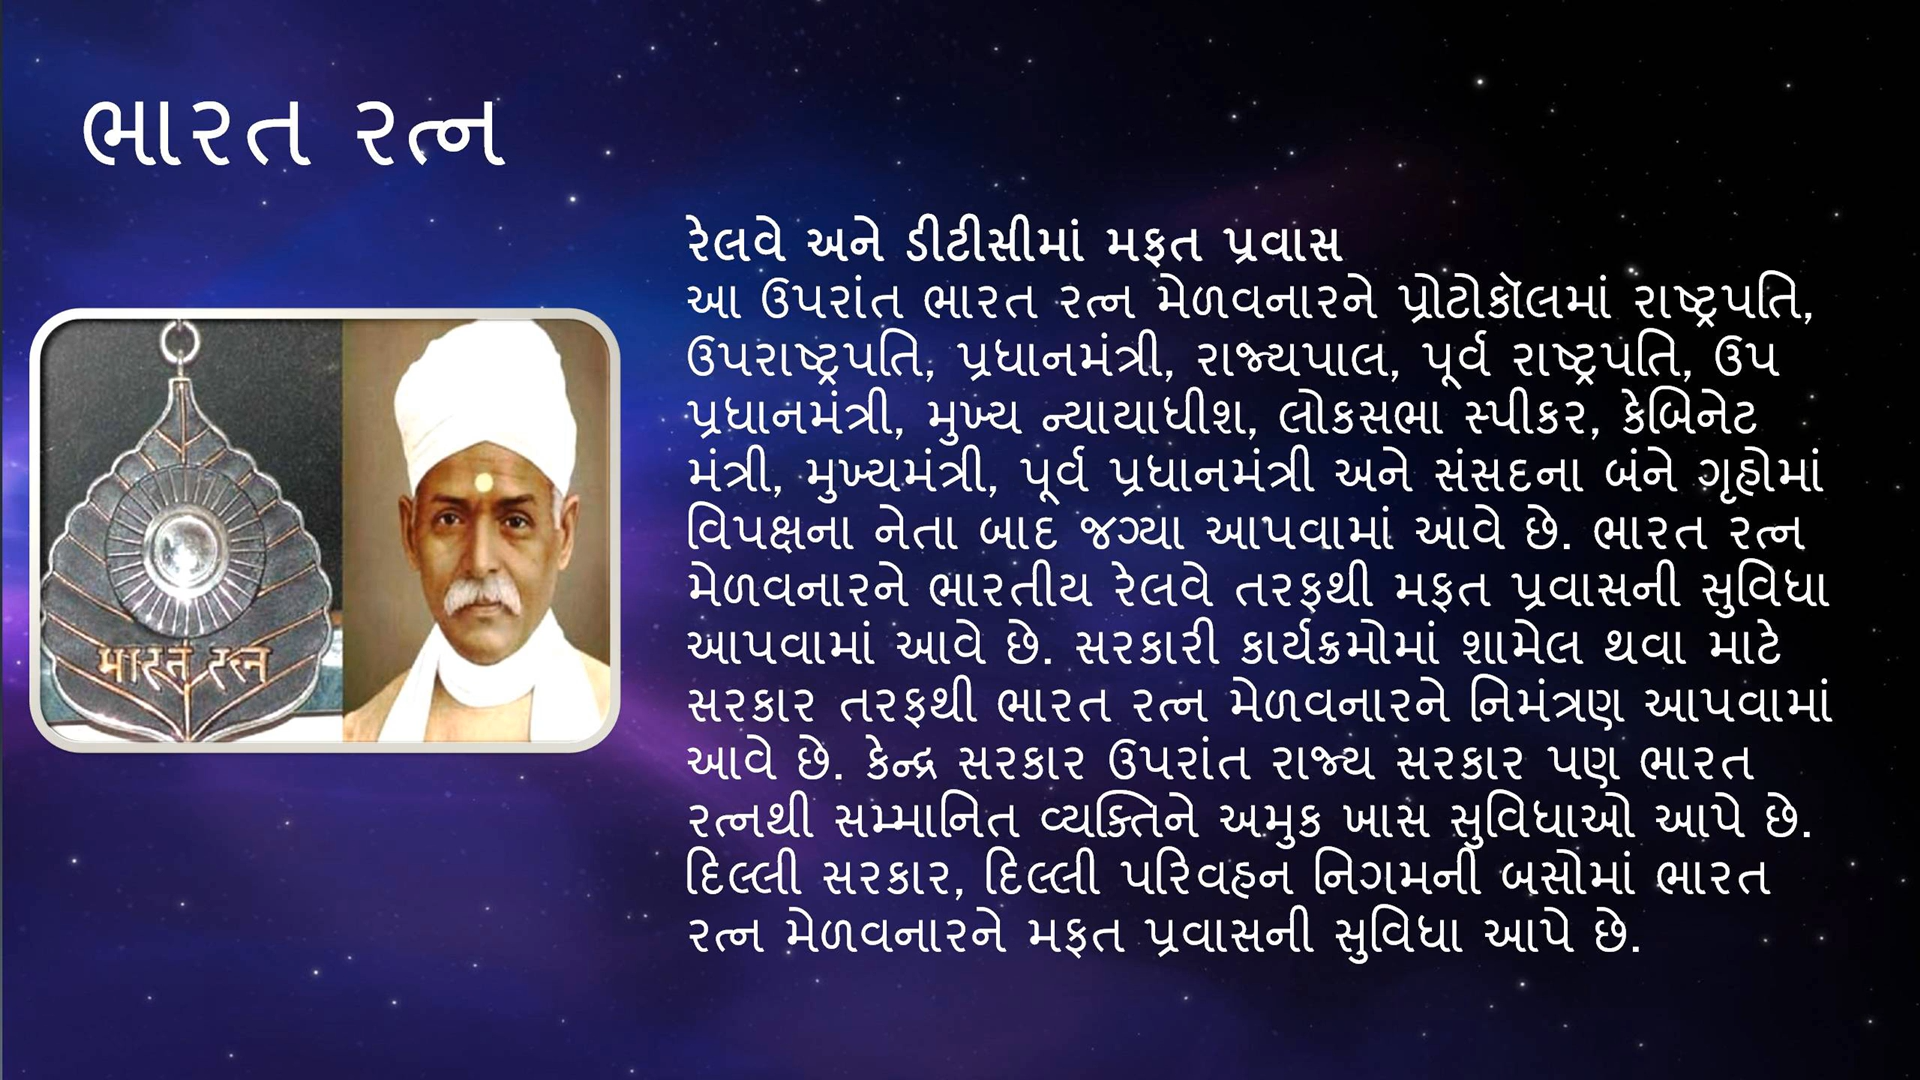 ભારત રત્ન
રેલવે અને ડીટીસીમાં મફત પ્રવાસ
આ ઉપરાંત ભારત રત્ન મેળવનારને પ્રોટોકૉલમાં રાષ્ટ્રપતિ,
ઉપરાષ્ટ્રપતિ, પ્રધાનમંત્રી, રાજ્યપાલ, પૂર્વ રાષ્ટ્રપતિ, ઉપ
પ્રધાનમંત્રી, મુખ્ય ન્યાયાધીશ, લોકસભા સ્પીકર, કેબિનેટ
મંત્રી, મુખ્યમંત્રી, પૂર્વ પ્રધાનમંત્રી અને સંસદના બંને ગૃહોમાં
વિપક્ષના નેતા બાદ જગ્યા આપવામાં આવે છે. ભારત રત્ન
મેળવનારને ભારતીય રેલવે તરફથી મફત પ્રવાસની સુવિધા
આપવામાં આવે છે. સરકારી કાર્યક્રમોમાં શામેલ થવા માટે
સરકાર તરફથી ભારત રત્ન મેળવનારને નિમંત્રણ આપવામાં
આવે છે. કેન્દ્ર સરકાર ઉપરાંત રાજ્ય સરકાર પણ ભારત
રત્નથી સમ્માનિત વ્યક્તિને અમુક ખાસ સુવિધાઓ આપે છે.
દિલ્લી સરકાર, દિલ્લી પરિવહન નિગમની બસોમાં ભારત
રત્ન મેળવનારને મફત પ્રવાસની સુવિધા આપે છે.
भारत रत्न